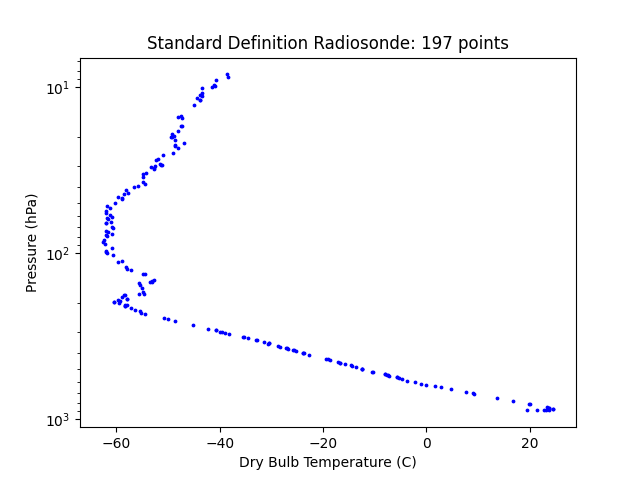 Standard Definition Radiosonde: 197 points
Pressure (hPa)
10¹
10²
10³
−60 −40 −20 0 20
Dry Bulb Temperature (C)